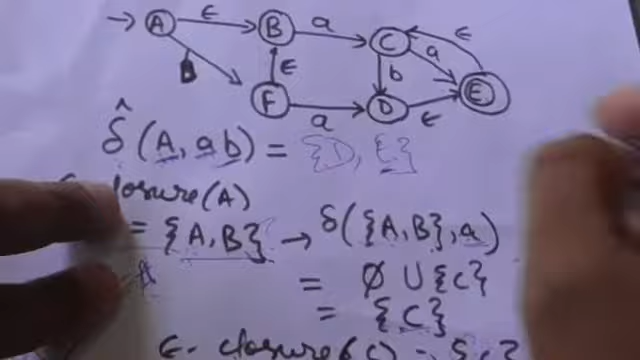 → A ε B a C ε
a
b E
F ε a D ε
δ̂ (A, ab) = {D, E}
closure(A)
= {A, B} → δ({A, B}, a)
= ∅ ∪ {C}
= {C}
ε- closure(C) =